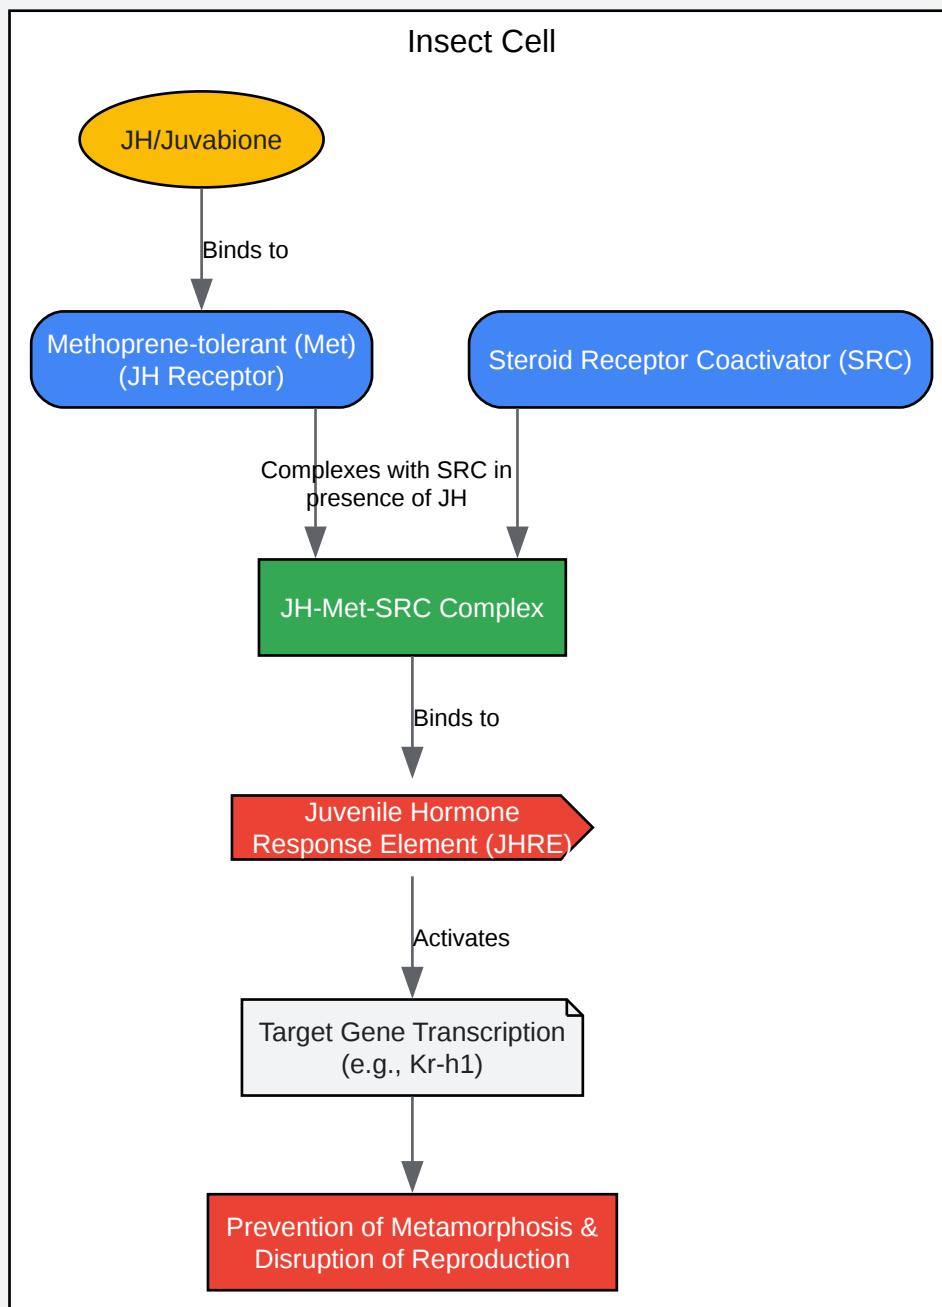 Insect Cell
JH/Juvabione
Binds to
Methoprene-tolerant (Met)
(JH Receptor)
Steroid Receptor Coactivator (SRC)
Complexes with SRC in
presence of JH
JH-Met-SRC Complex
Binds to
Juvenile Hormone
Response Element (JHRE)
Activates
Target Gene Transcription
(e.g., Kr-h1)
Prevention of Metamorphosis &
Disruption of Reproduction